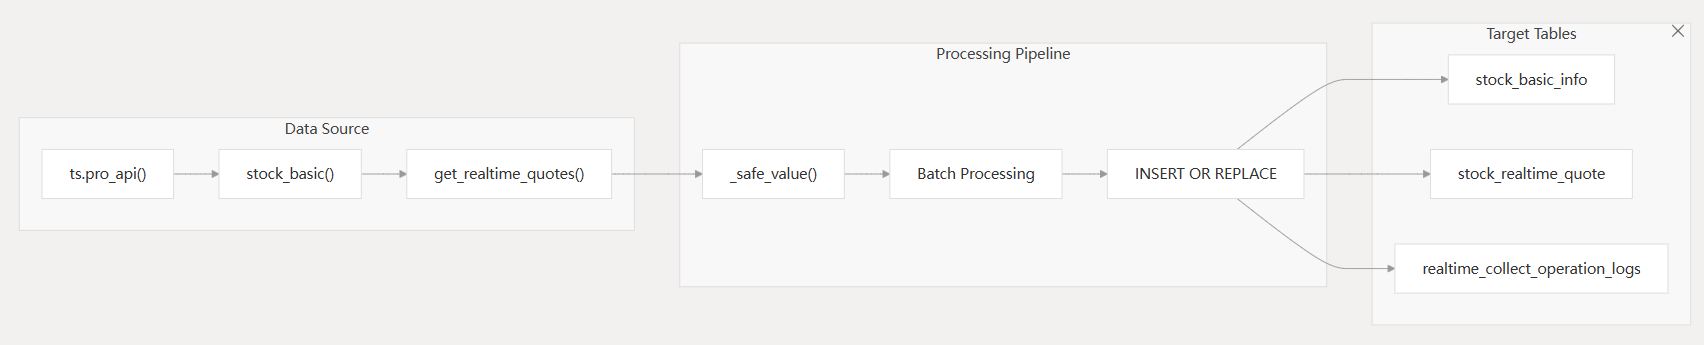 Data Source
ts.pro_api()
stock_basic()
get_realtime_quotes()
Processing Pipeline
_safe_value()
Batch Processing
INSERT OR REPLACE
Target Tables
stock_basic_info
stock_realtime_quote
realtime_collect_operation_logs